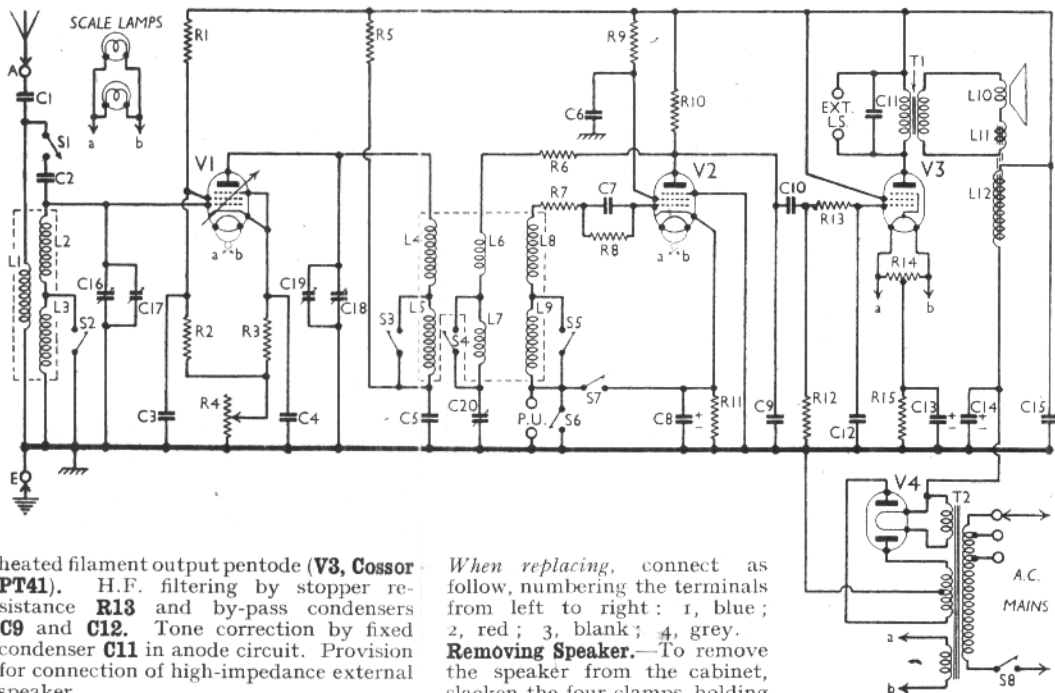 SCALE LAMPS
a b
A
C1
S1
C2
L1
L2
L3
S2
C16
C17
E
R1
V1
a b
R2
R3
R4
C3
C4
R5
C19
C18
L4
L5
S3
C5
L6
S4
L7
C20
R6
R7
C7
R8
L8
L9
S5
S6
S7
P.U.
R9
C6
R10
V2
a b
C8
+
-
R11
C9
C10
R12
R13
C12
EXT.
L.S.
C11
T1
V3
R14
a b
R15
C13
+
-
C14
+
-
L10
L11
L12
C15
V4
T2
A.C.
MAINS
a
b
S8
heated filament output pentode (V3, Cossor
PT41). H.F. filtering by stopper re-
sistance R13 and by-pass condensers
C9 and C12. Tone correction by fixed
condenser C11 in anode circuit. Provision
for connection of high-impedance external
speaker.
When replacing, connect as
follow, numbering the terminals
from left to right : 1, blue ;
2, red ; 3, blank ; 4, grey.
Removing Speaker.—To remove
the speaker from the cabinet,
slacken the four clamps holding